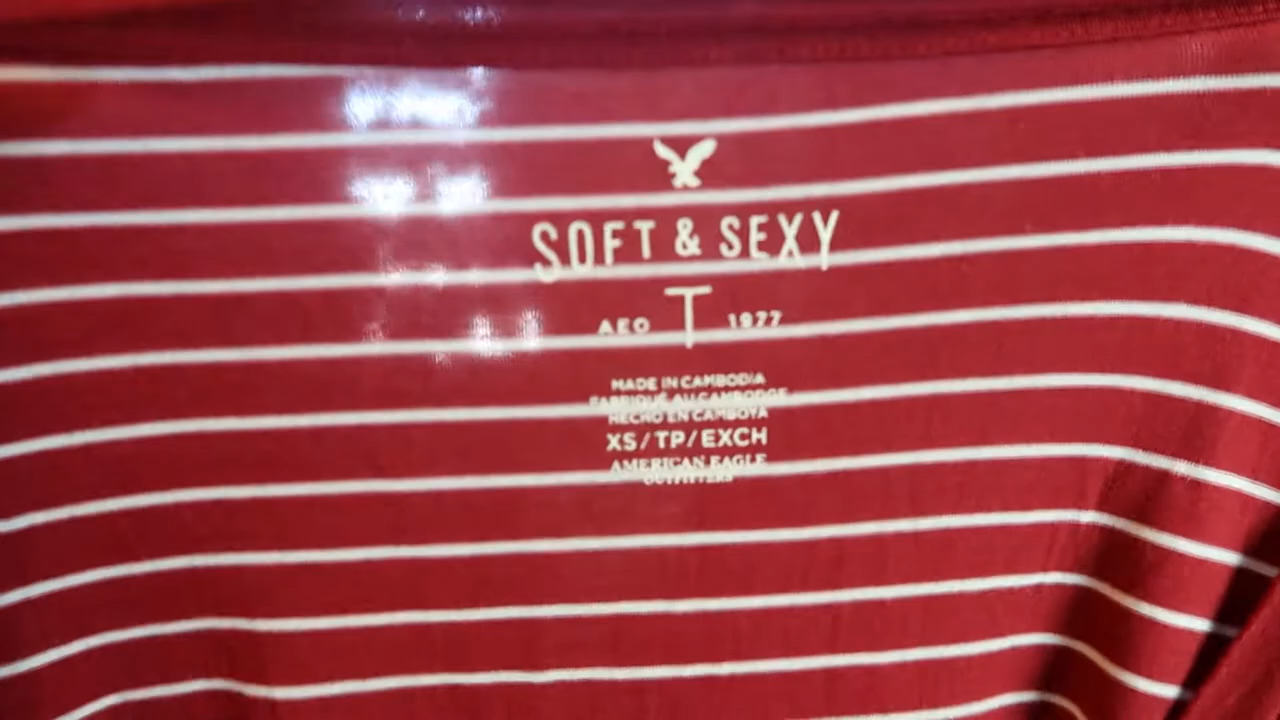 SOFT & SEXY
AEO T 1977
MADE IN CAMBODIA
FABRIQUÉ AU CAMBODGE
HECHO EN CAMBOYA
XS/TP/EXCH
AMERICAN EAGLE
OUTFITTERS